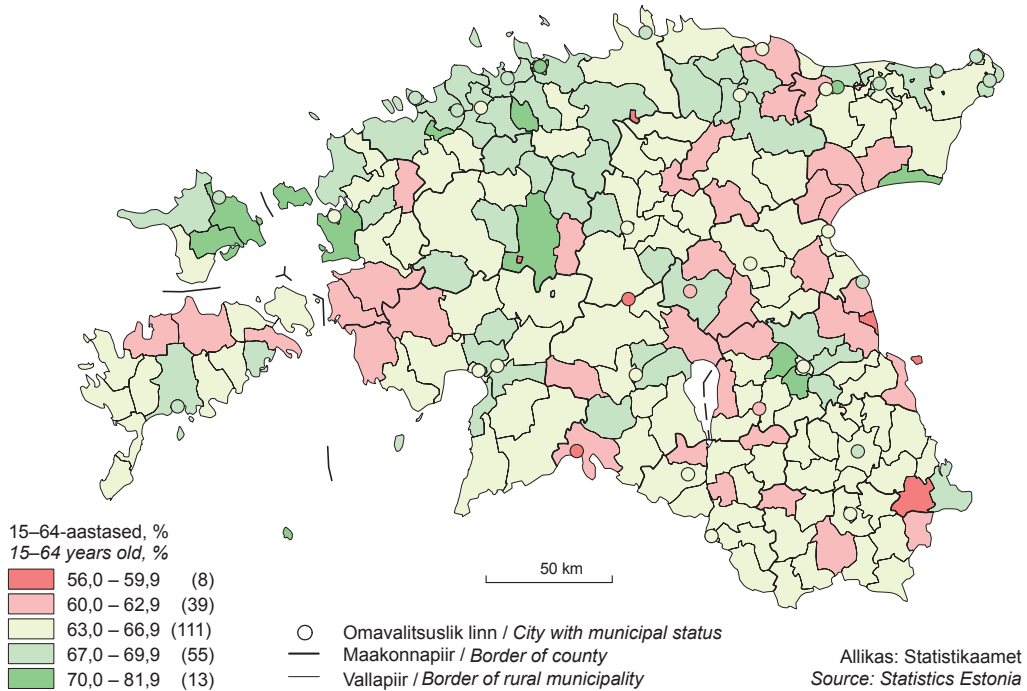 15–64-aastased, %
15–64 years old, %
56,0 – 59,9 (8)
60,0 – 62,9 (39)
63,0 – 66,9 (111)
67,0 – 69,9 (55)
70,0 – 81,9 (13)
50 km
Omavalitsuslik linn / City with municipal status
Maakonnapiir / Border of county
Vallapiir / Border of rural municipality
Allikas: Statistikaamet
Source: Statistics Estonia